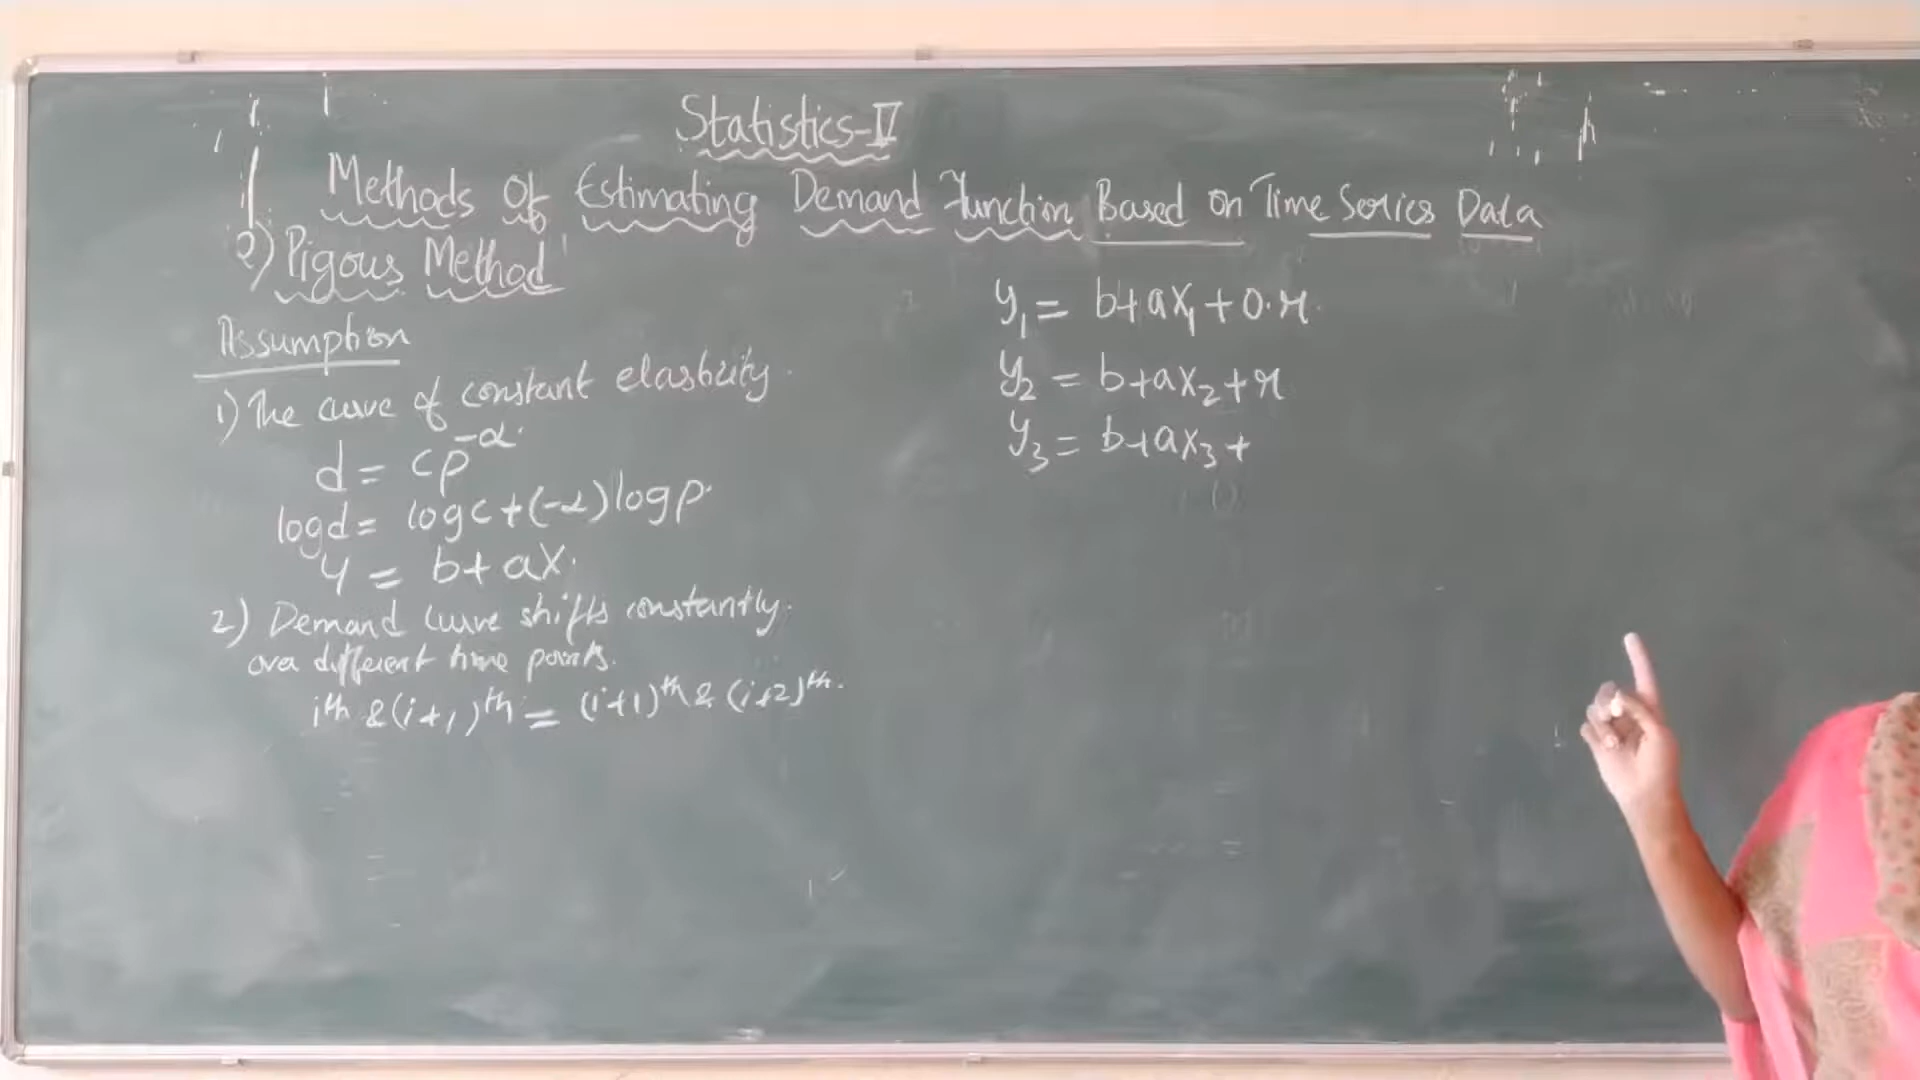 Statistics-IV
Methods Of Estimating Demand Function Based on Time Series Data
2) Pigous Method
Assumption
1) The curve of constant elasticity.
d = cp^-α.
log d = log c + (-α) log p.
y = b + ax.
2) Demand curve shifts constantly.
over different time points.
i^th & (i+1)^th = (i+1)^th & (i+2)^th.
y₁ = b+ax₁ + 0.r.
y₂ = b+ax₂+r
y₃ = b+ax₃+